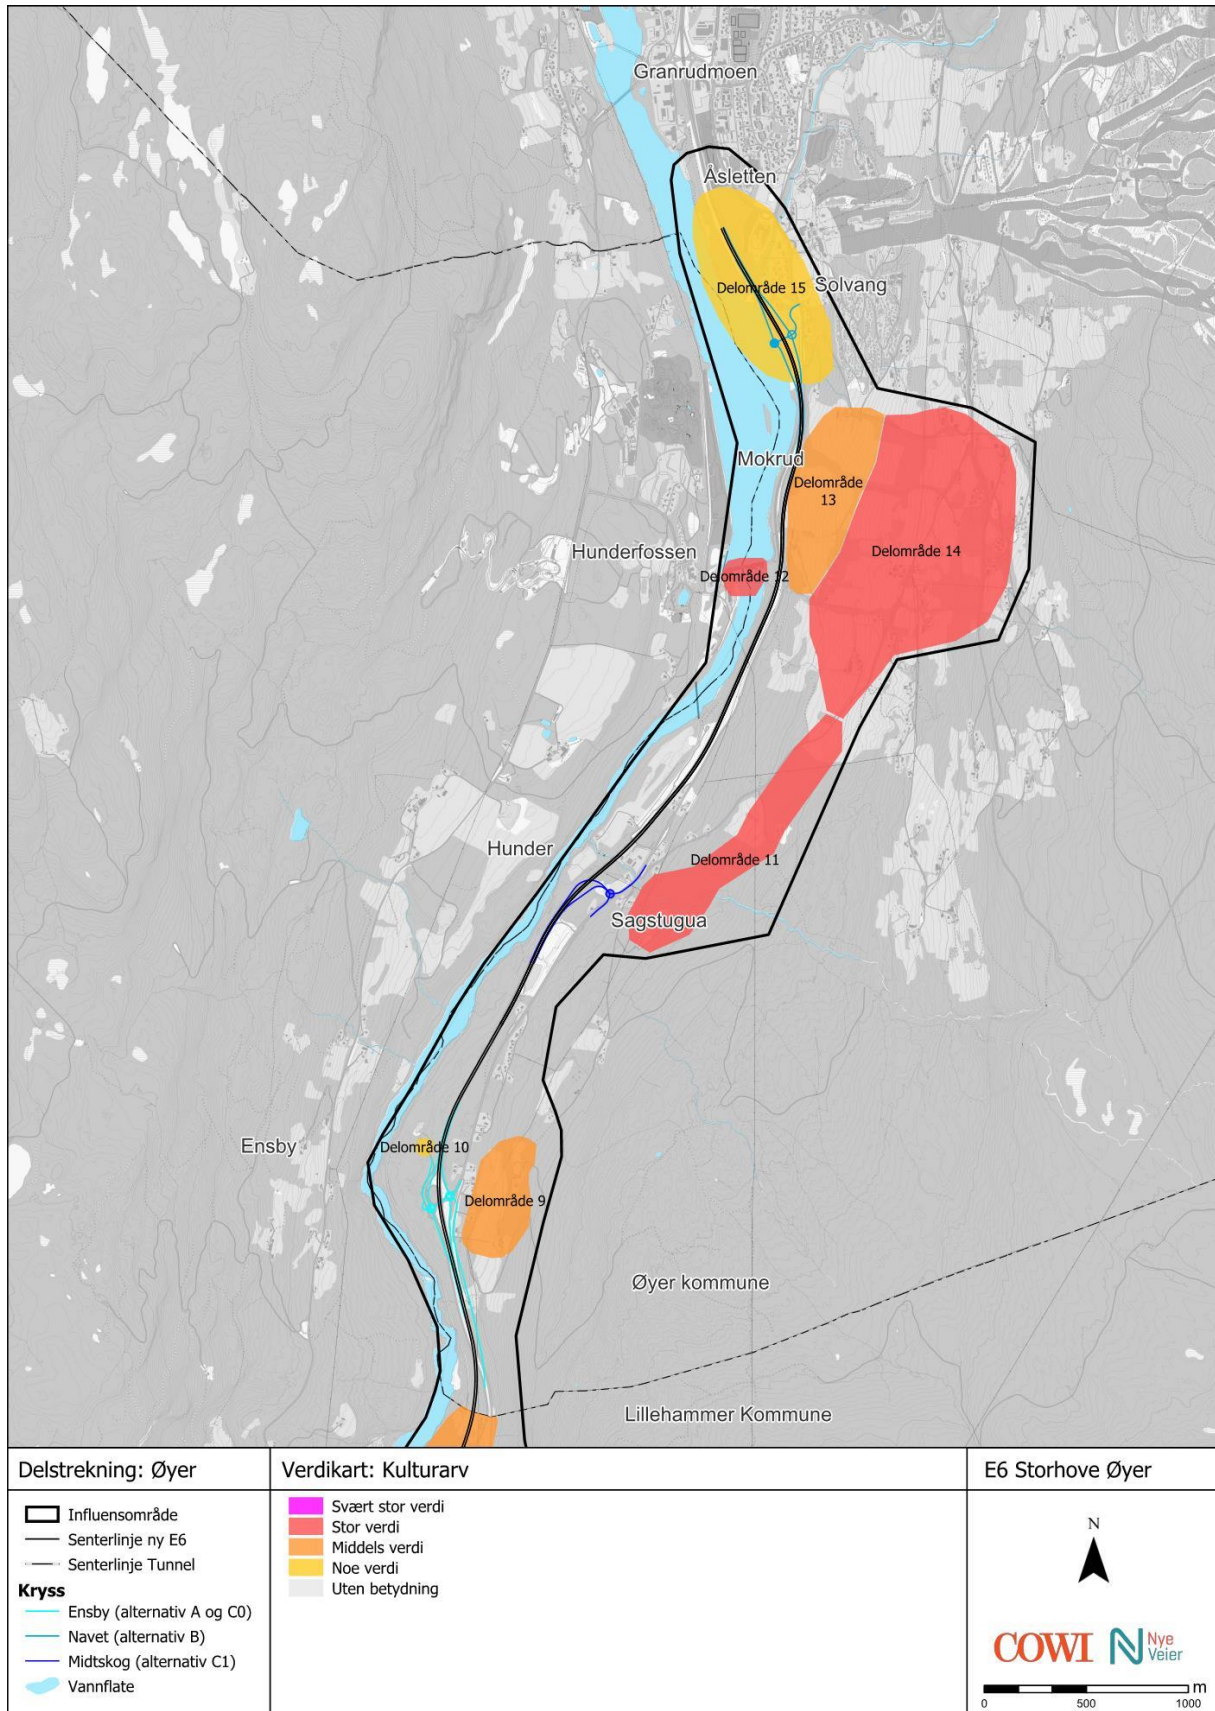 Granrudmoen
Åsletten
Delområde 15
Solvang
Mokrud
Delområde
13
Hunderfossen
Delområde 14
Delområde 12
Hunder
Delområde 11
Sagstugua
Ensby
Delområde 10
Delområde 9
Øyer kommune
Lillehammer Kommune
Delstrekning: Øyer
Influensområde
Senterlinje ny E6
Senterlinje Tunnel
Kryss
Ensby (alternativ A og C0)
Navet (alternativ B)
Midtskog (alternativ C1)
Vannflate
Verdikart: Kulturarv
Svært stor verdi
Stor verdi
Middels verdi
Noe verdi
Uten betydning
E6 Storhove Øyer
N
COWI
Nye
Veier
m
0 500 1000